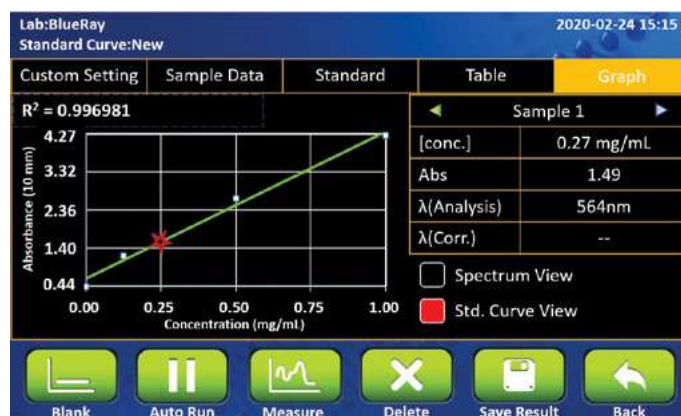 Lab:BlueRay 2020-02-24 15:15
Standard Curve:New
Custom Setting Sample Data Standard Table Graph
R² = 0.996981
Sample 1
[conc.] 0.27 mg/mL
Abs 1.49
λ(Analysis) 564nm
λ(Corr.) --
Spectrum View
Std. Curve View
Absorbance (10 mm)
4.27
3.32
2.36
1.40
0.44
0.00 0.25 0.50 0.75 1.00
Concentration (mg/mL)
Blank Auto Run Measure Delete Save Result Back